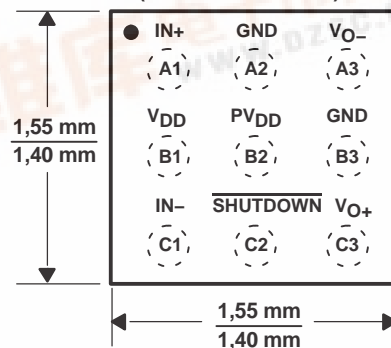 IN+ GND VO–
A1 A2 A3
VDD PVDD GND
B1 B2 B3
1,55 mm
1,40 mm
IN– SHUTDOWN VO+
C1 C2 C3
1,55 mm
1,40 mm